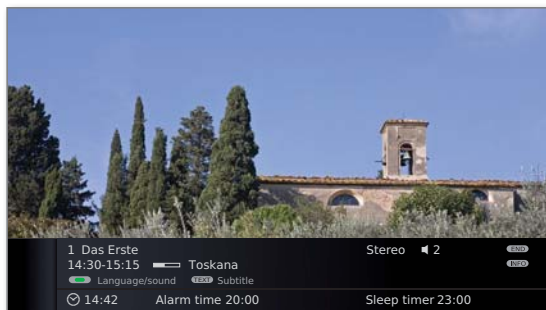 1 Das Erste Stereo 2 END
14:30-15:15 Toskana INFO
Language/sound TEXT Subtitle
14:42 Alarm time 20:00 Sleep timer 23:00